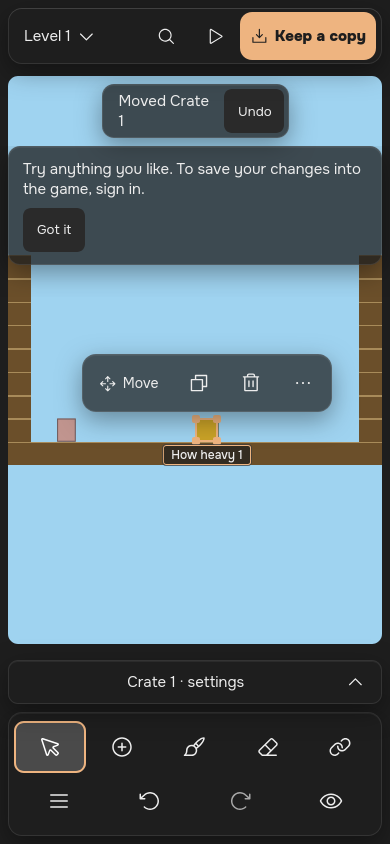 Level 1
Keep a copy
Moved Crate
1
Undo
Try anything you like. To save your changes into
the game, sign in.
Got it
Move
How heavy 1
Crate 1 · settings